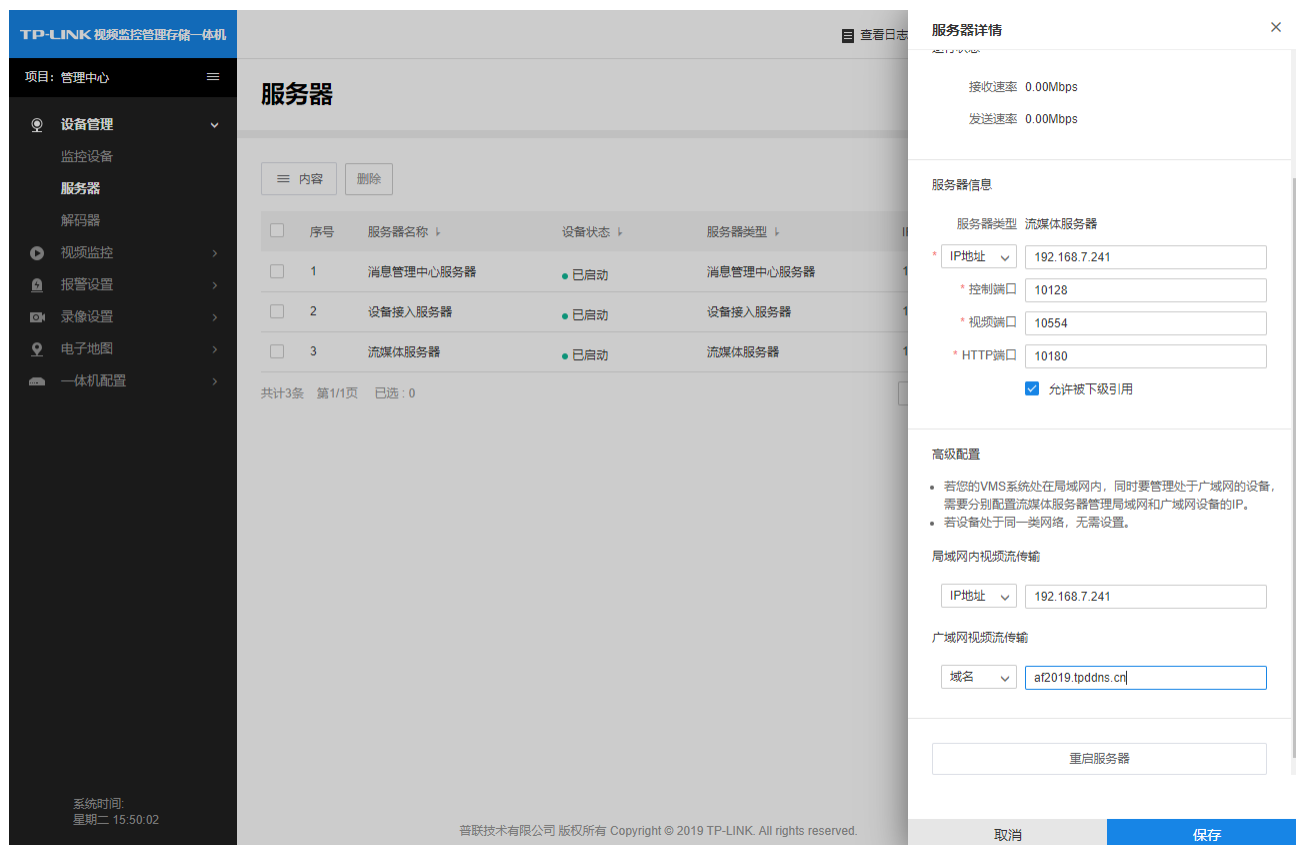 TP-LINK 视频监控管理存储一体机
项目：管理中心
设备管理
监控设备
服务器
解码器
视频监控
报警设置
录像设置
电子地图
一体机配置
系统时间:
星期二 15:50:02
查看日志
服务器
内容
删除
序号 服务器名称 设备状态 服务器类型
1 消息管理中心服务器 已启动 消息管理中心服务器
2 设备接入服务器 已启动 设备接入服务器
3 流媒体服务器 已启动 流媒体服务器
共计3条 第1/1页 已选 : 0
普联技术有限公司 版权所有 Copyright © 2019 TP-LINK. All rights reserved.
服务器详情
接收速率 0.00Mbps
发送速率 0.00Mbps
服务器信息
服务器类型 流媒体服务器
* IP地址 192.168.7.241
* 控制端口 10128
* 视频端口 10554
* HTTP端口 10180
允许被下级引用
高级配置
若您的VMS系统处在局域网内，同时要管理处于广域网的设备，
需要分别配置流媒体服务器管理局域网和广域网设备的IP。
若设备处于同一类网络，无需设置。
局域网内视频流传输
IP地址 192.168.7.241
广域网视频流传输
域名 af2019.tpddns.cn
重启服务器
取消
保存